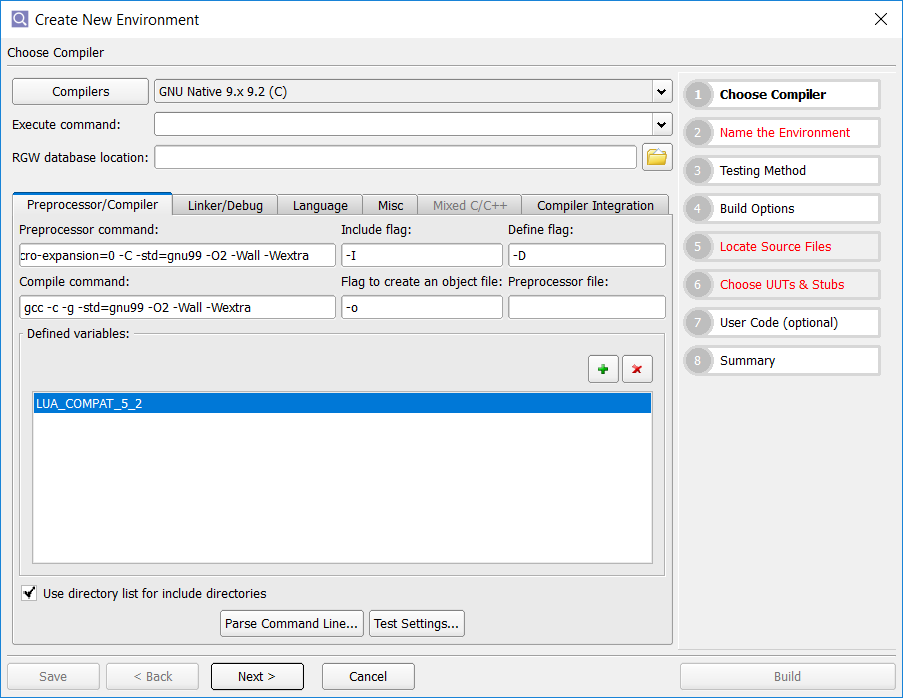 Create New Environment
Choose Compiler
Compilers
GNU Native 9.x 9.2 (C)
Execute command:
RGW database location:
Preprocessor/Compiler
Linker/Debug
Language
Misc
Mixed C/C++
Compiler Integration
Preprocessor command:
Include flag:
Define flag:
cro-expansion=0 -C -std=gnu99 -O2 -Wall -Wextra
-I
-D
Compile command:
Flag to create an object file:
Preprocessor file:
gcc -c -g -std=gnu99 -O2 -Wall -Wextra
-o
Defined variables:
LUA_COMPAT_5_2
Use directory list for include directories
Parse Command Line...
Test Settings...
1 Choose Compiler
2 Name the Environment
3 Testing Method
4 Build Options
5 Locate Source Files
6 Choose UUTs & Stubs
7 User Code (optional)
8 Summary
Save
< Back
Next >
Cancel
Build